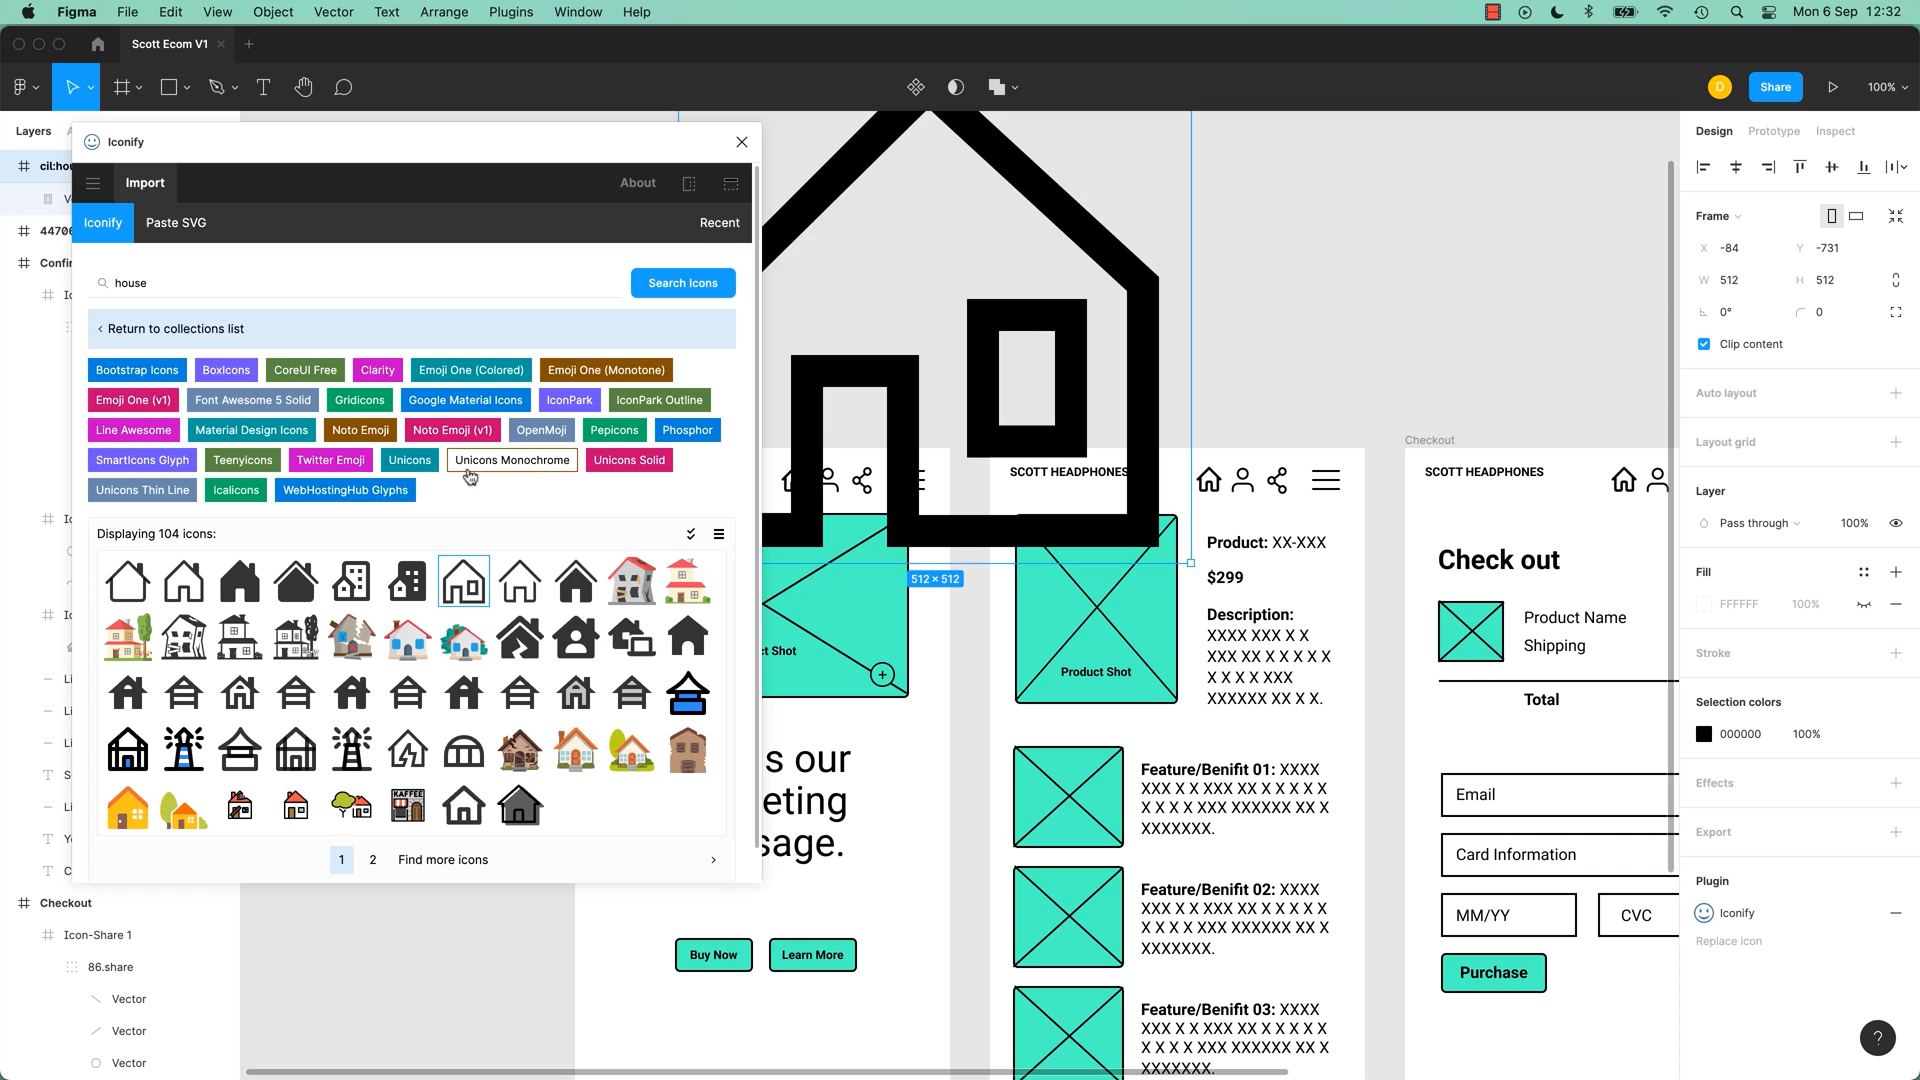 Figma File Edit View Object Vector Text Arrange Plugins Window Help
Mon 6 Sep 12:32
Scott Ecom V1
D
Share
100%
Layers
Iconify
Import
About
Iconify
Paste SVG
Recent
house
Search Icons
Return to collections list
Bootstrap Icons BoxIcons CoreUI Free Clarity Emoji One (Colored) Emoji One (Monotone)
Emoji One (v1) Font Awesome 5 Solid Gridicons Google Material Icons IconPark IconPark Outline
Line Awesome Material Design Icons Noto Emoji Noto Emoji (v1) OpenMoji Pepicons Phosphor
SmartIcons Glyph Teenyicons Twitter Emoji Unicons Unicons Monochrome Unicons Solid
Unicons Thin Line Icalicons WebHostingHub Glyphs
Displaying 104 icons:
KAFFEE
1 2 Find more icons
cil:hou
44706
Confir
Checkout
Icon-Share 1
86.share
Vector
Vector
Vector
512 × 512
ct Shot
s our
eting
sage.
Buy Now
Learn More
SCOTT HEADPHONES
Product Shot
Product: XX-XXX
$299
Description:
XXXX XXX X X
XXX XX X X X X X
X X X X XXX
XXXXXX XX X X.
Feature/Benifit 01: XXXX
XXX X X XXX XX X X X X X
X X X X XXX XXXXXX XX X
XXXXXXX.
Feature/Benifit 02: XXXX
XXX X X XXX XX X X X X X
X X X X XXX XXXXXX XX X
XXXXXXX.
Feature/Benifit 03: XXXX
XXX X X XXX XX X X X X X
X X X X XXX XXXXXX XX X
XXXXXXX.
Checkout
SCOTT HEADPHONES
Check out
Product Name
Shipping
Total
Email
Card Information
MM/YY
CVC
Purchase
Design Prototype Inspect
Frame
X -84 Y -731
W 512 H 512
0° 0
Clip content
Auto layout
Layout grid
Layer
Pass through 100%
Fill
FFFFFF 100%
Stroke
Selection colors
000000 100%
Effects
Export
Plugin
Iconify
Replace icon
?